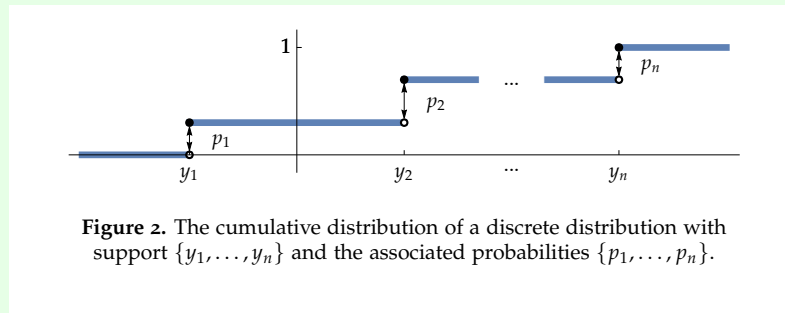 1
p₁
p₂
...
pₙ
y₁
y₂
...
yₙ
Figure 2. The cumulative distribution of a discrete distribution with
support {y₁, . . . , yₙ} and the associated probabilities {p₁, . . . , pₙ}.